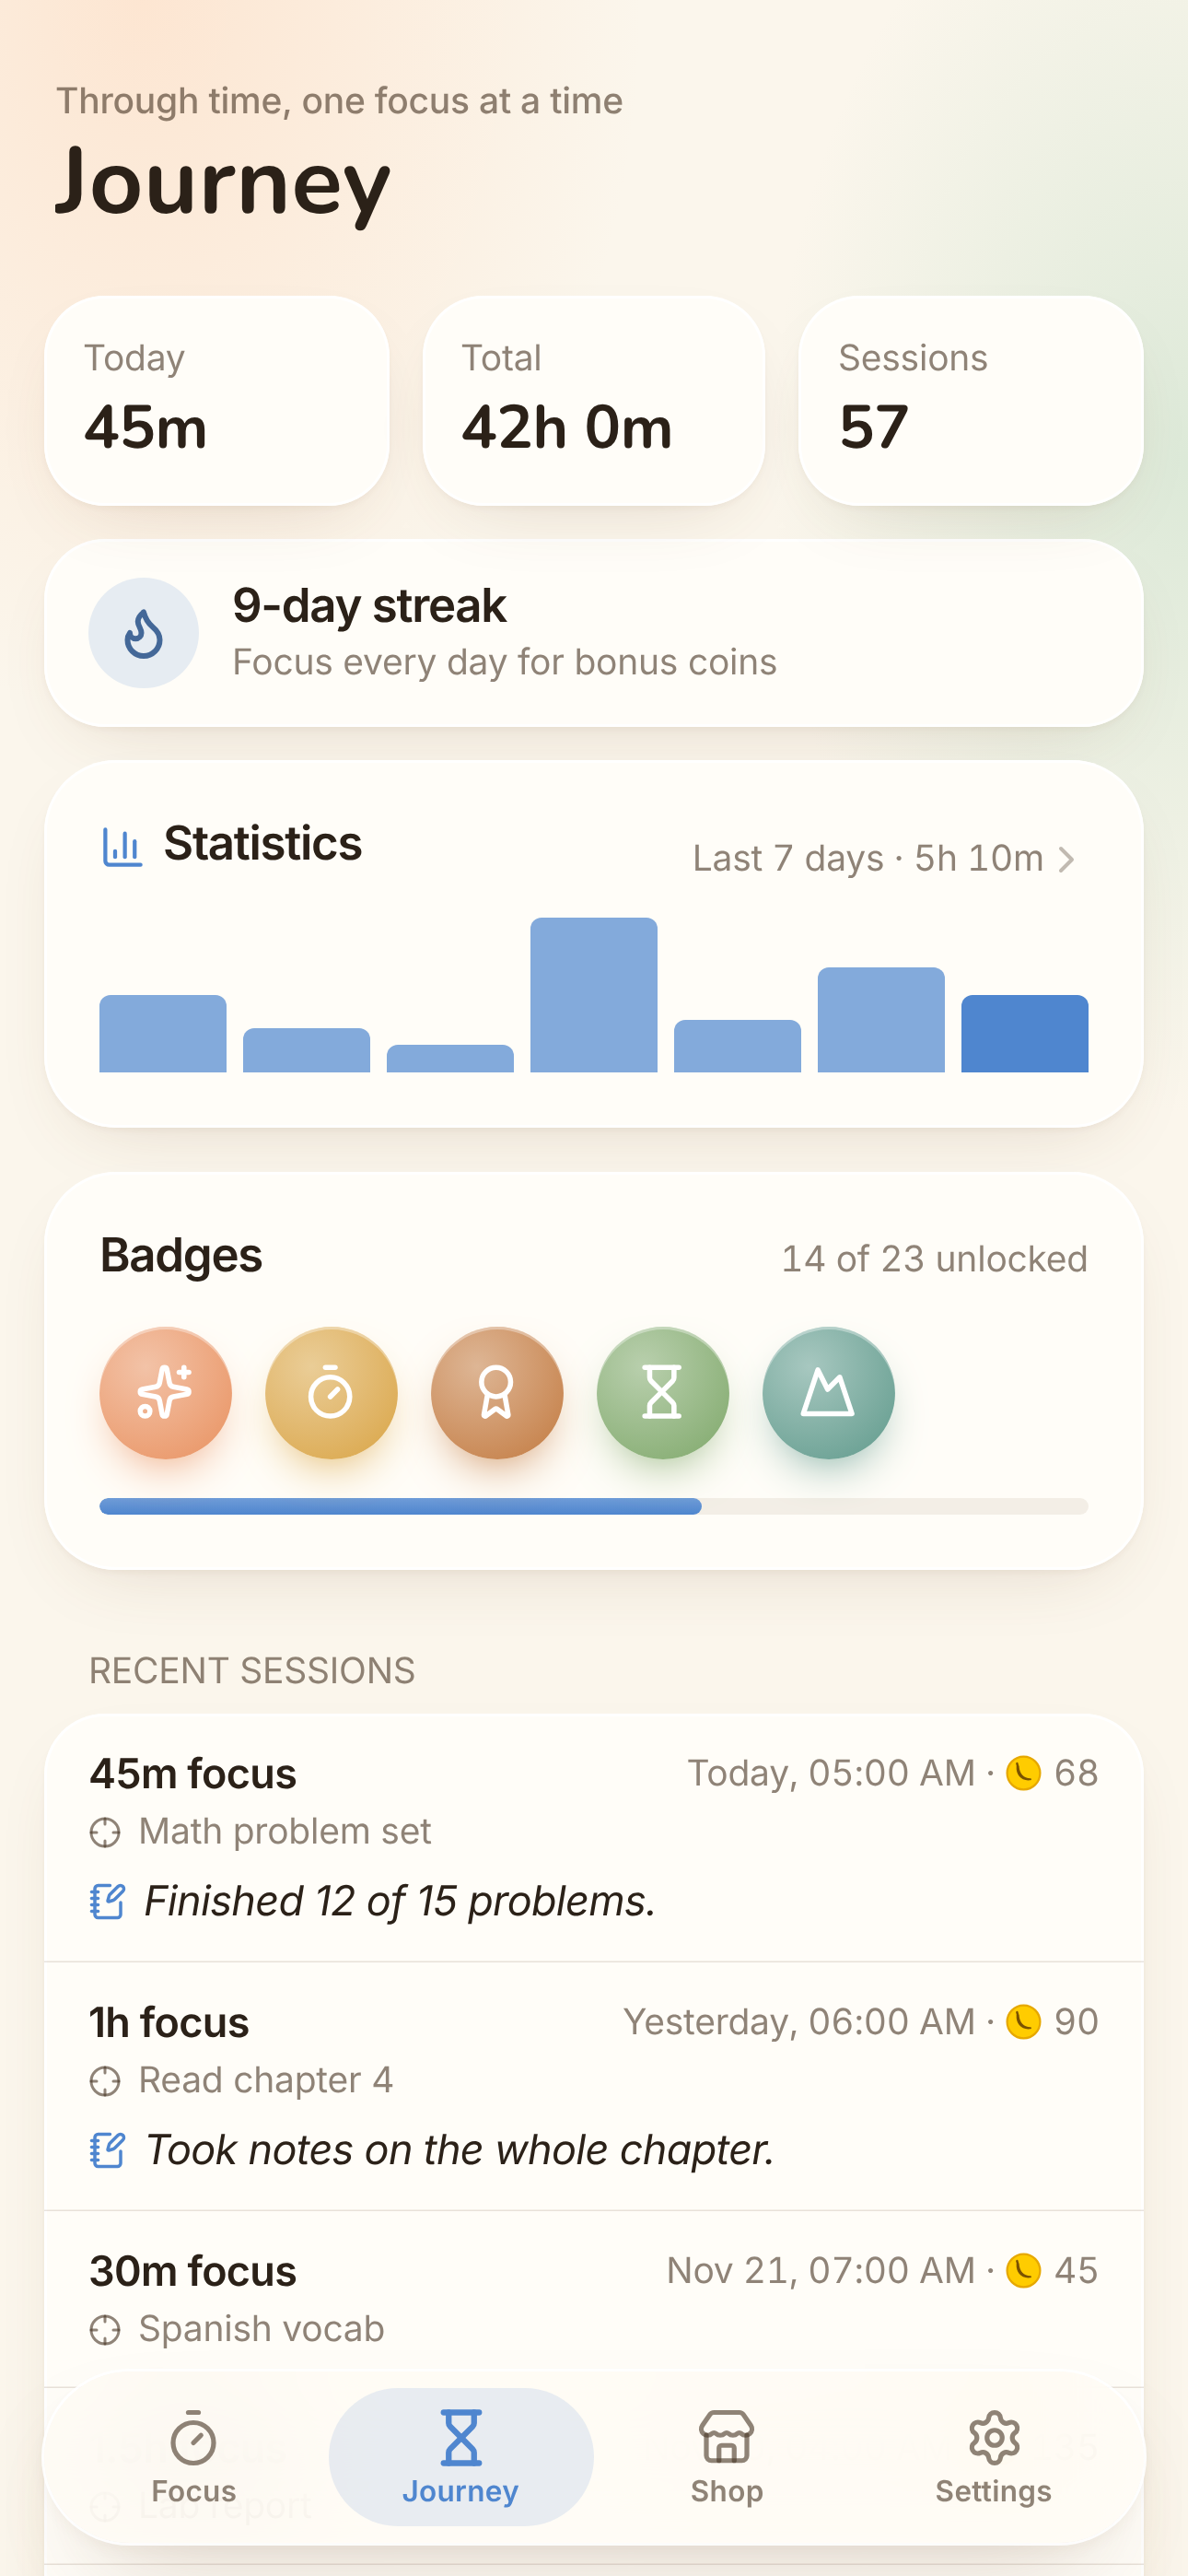 Through time, one focus at a time
Journey
Today
45m
Total
42h 0m
Sessions
57
9-day streak
Focus every day for bonus coins
Statistics
Last 7 days · 5h 10m
Badges
14 of 23 unlocked
RECENT SESSIONS
45m focus
Today, 05:00 AM · 68
Math problem set
Finished 12 of 15 problems.
1h focus
Yesterday, 06:00 AM · 90
Read chapter 4
Took notes on the whole chapter.
30m focus
Nov 21, 07:00 AM · 45
Spanish vocab
Lab report
Focus
Journey
Shop
Settings